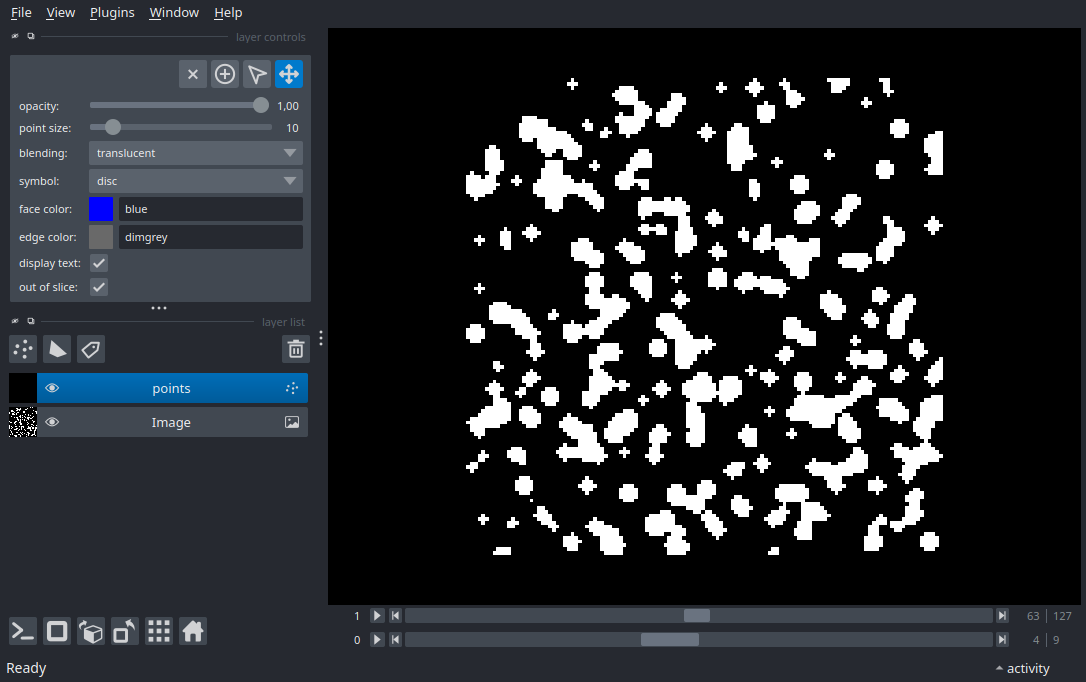 File View Plugins Window Help
layer controls
opacity: 1,00
point size: 10
blending: translucent
symbol: disc
face color: blue
edge color: dimgrey
display text:
out of slice:
layer list
points
Image
1 63 127
0 4 9
Ready activity